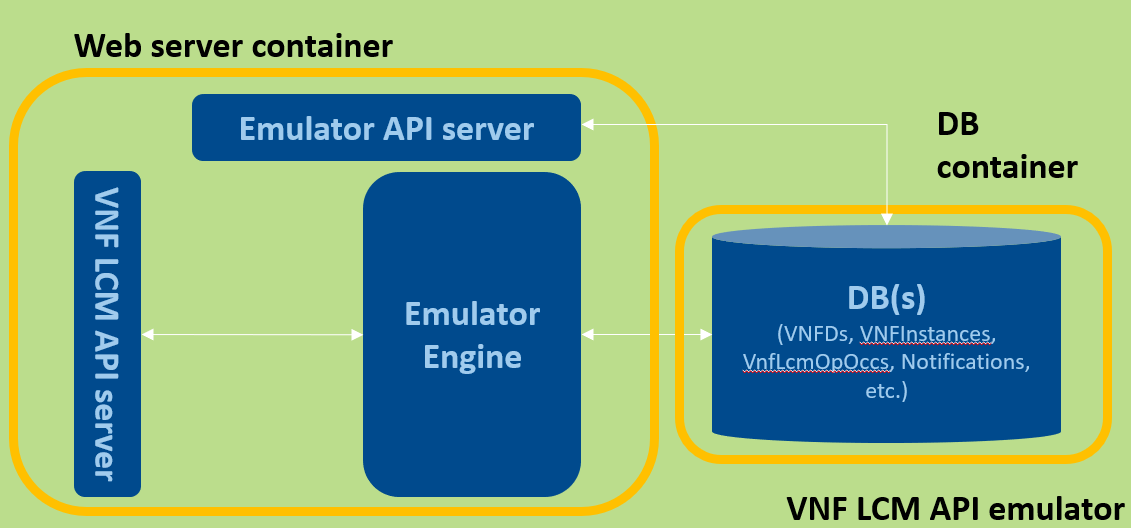 Web server container
Emulator API server
DB
container
VNF LCM API server
Emulator
Engine
DB(s)
(VNFDs, VNFInstances,
VnfLcmOpOccs, Notifications,
etc.)
VNF LCM API emulator